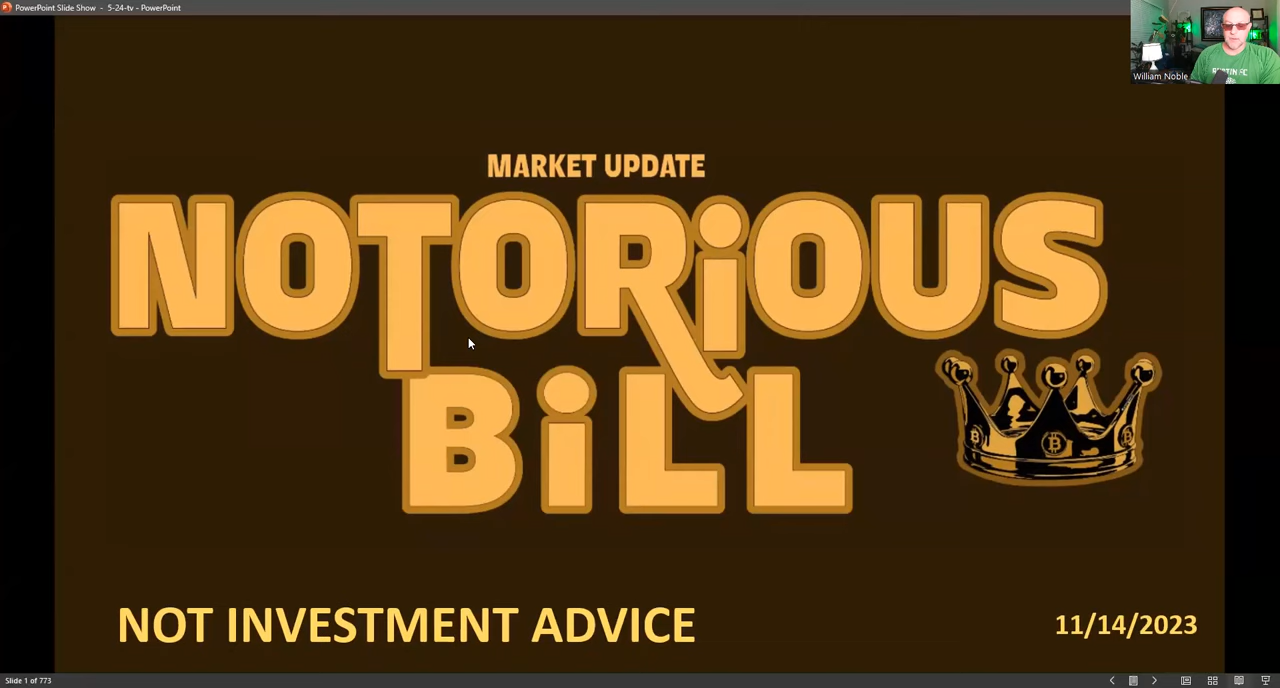 PowerPoint Slide Show - 5-24-tv - PowerPoint
William Noble
MARKET UPDATE
NOTORiOUS
BiLL
NOT INVESTMENT ADVICE
11/14/2023
Slide 1 of 773